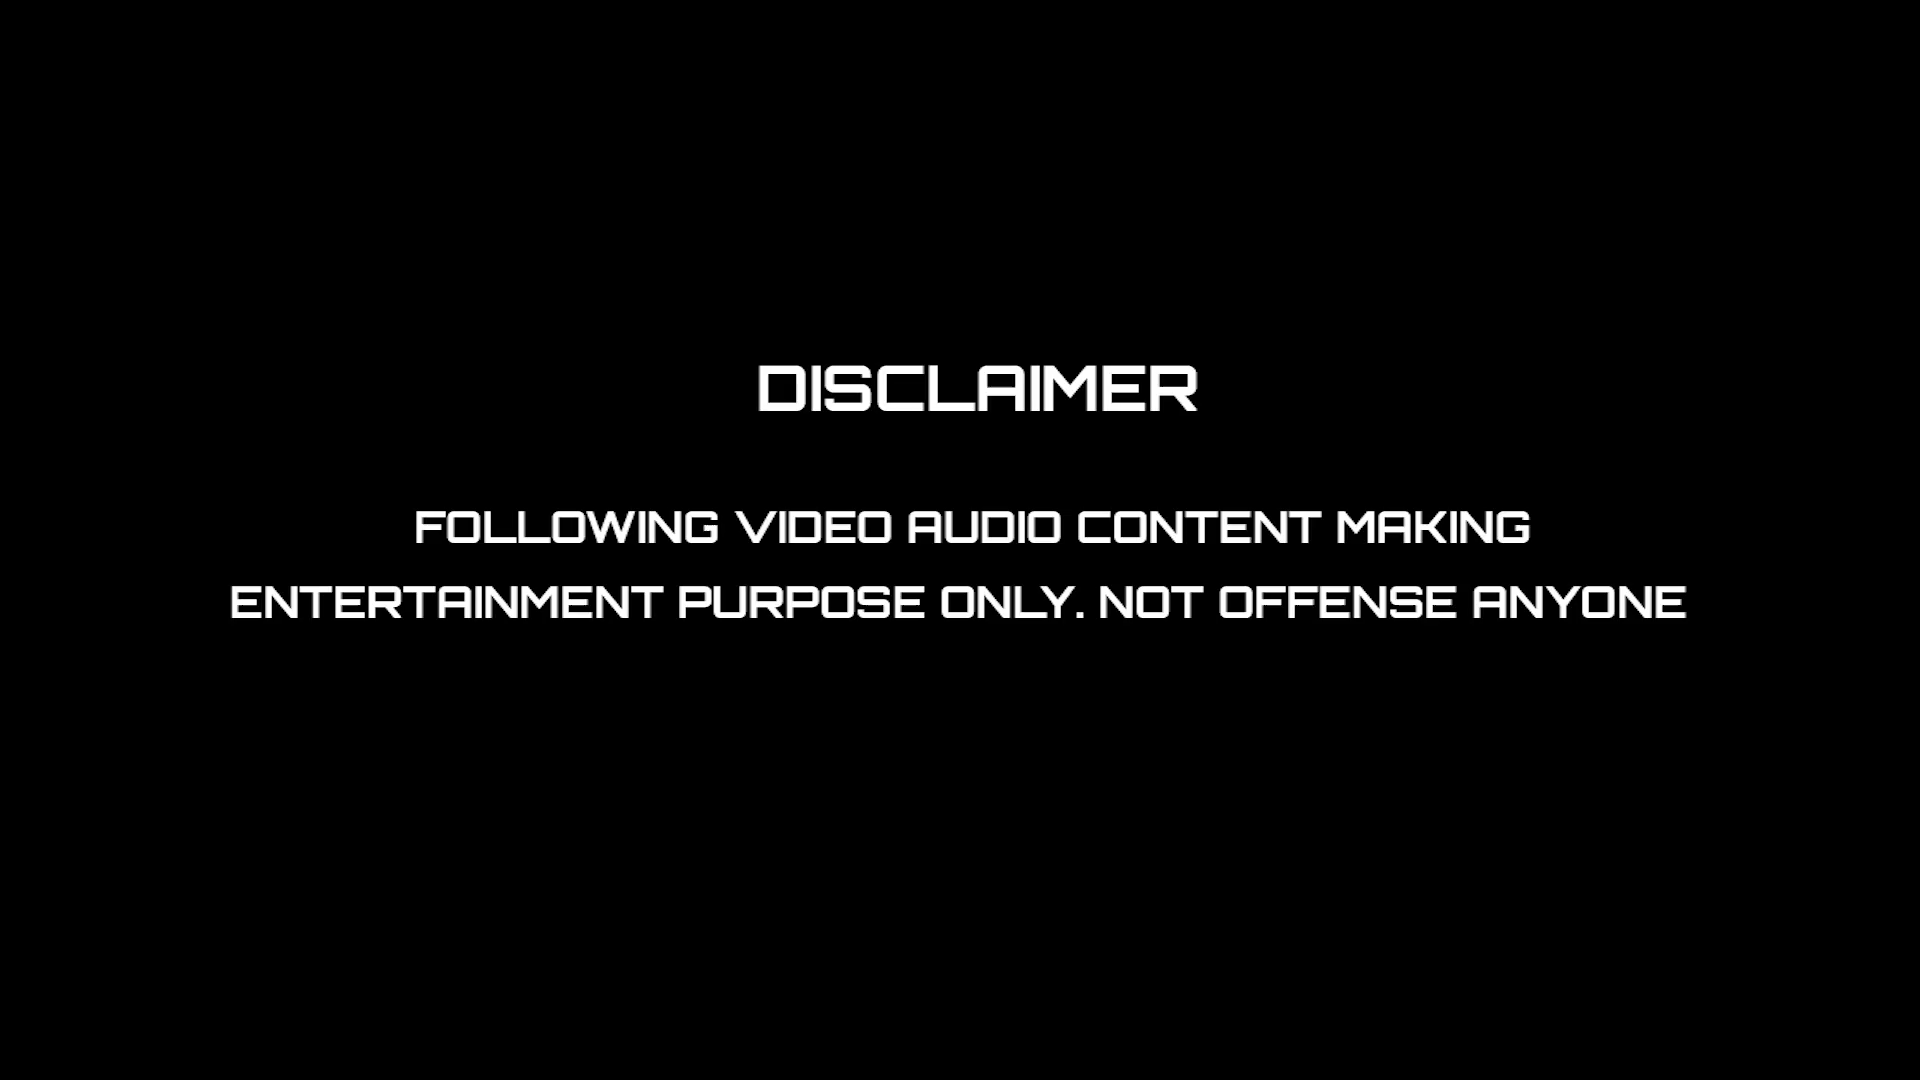 DISCLAIMER
FOLLOWING VIDEO AUDIO CONTENT MAKING
ENTERTAINMENT PURPOSE ONLY. NOT OFFENSE ANYONE